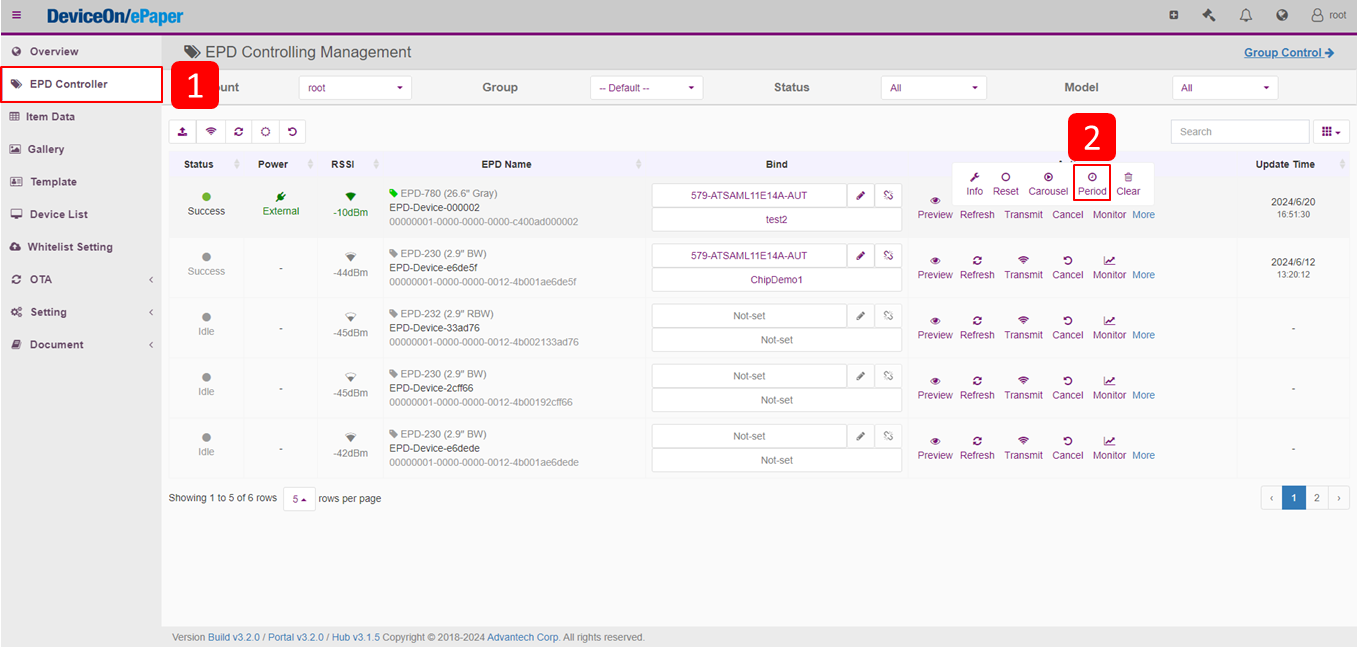 DeviceOn/ePaper
root
Overview
EPD Controller
Item Data
Gallery
Template
Device List
Whitelist Setting
OTA
Setting
Document
EPD Controlling Management
Group Control
1
unt
root
Group
-- Default --
Status
All
Model
All
Search
2
Status
Power
RSSI
EPD Name
Bind
Update Time
Info
Reset
Carousel
Period
Clear
Success
External
-10dBm
EPD-780 (26.6" Gray)
EPD-Device-000002
00000001-0000-0000-0000-c400ad000002
579-ATSAML11E14A-AUT
test2
Preview Refresh Transmit Cancel Monitor More
2024/6/20
16:51:30
Success
-
-44dBm
EPD-230 (2.9" BW)
EPD-Device-e6de5f
00000001-0000-0000-0012-4b001ae6de5f
579-ATSAML11E14A-AUT
ChipDemo1
Preview Refresh Transmit Cancel Monitor More
2024/6/12
13:20:12
Idle
-
-45dBm
EPD-232 (2.9" RBW)
EPD-Device-33ad76
00000001-0000-0000-0012-4b002133ad76
Not-set
Not-set
Preview Refresh Transmit Cancel Monitor More
-
Idle
-
-45dBm
EPD-230 (2.9" BW)
EPD-Device-2cff66
00000001-0000-0000-0012-4b00192cff66
Not-set
Not-set
Preview Refresh Transmit Cancel Monitor More
-
Idle
-
-42dBm
EPD-230 (2.9" BW)
EPD-Device-e6dede
00000001-0000-0000-0012-4b001ae6dede
Not-set
Not-set
Preview Refresh Transmit Cancel Monitor More
-
Showing 1 to 5 of 6 rows 5 rows per page
‹ 1 2 ›
Version Build v3.2.0 / Portal v3.2.0 / Hub v3.1.5 Copyright © 2018-2024 Advantech Corp. All rights reserved.